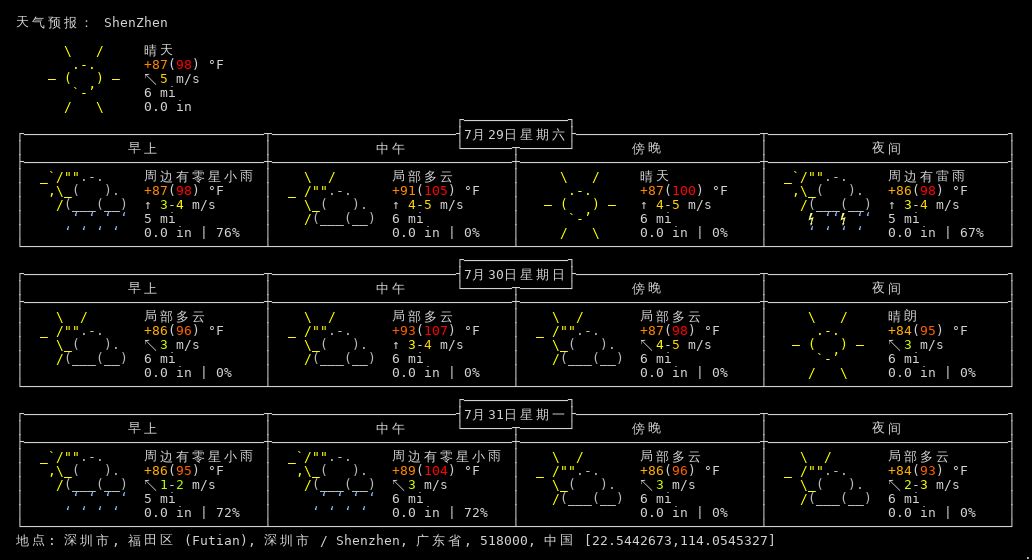 天气预报： ShenZhen
晴天
+87(98) °F
↖5 m/s
6 mi
0.0 in
7月29日星期六
早上 中午 傍晚 夜间
周边有零星小雨 局部多云 晴天 周边有雷雨
+87(98) °F +91(105) °F +87(100) °F +86(98) °F
↑ 3-4 m/s ↑ 4-5 m/s ↑ 4-5 m/s ↑ 3-4 m/s
5 mi 6 mi 6 mi 5 mi
0.0 in | 76% 0.0 in | 0% 0.0 in | 0% 0.0 in | 67%
7月30日星期日
早上 中午 傍晚 夜间
局部多云 局部多云 局部多云 晴朗
+86(96) °F +93(107) °F +87(98) °F +84(95) °F
↖3 m/s ↑ 3-4 m/s ↖4-5 m/s ↖3 m/s
6 mi 6 mi 6 mi 6 mi
0.0 in | 0% 0.0 in | 0% 0.0 in | 0% 0.0 in | 0%
7月31日星期一
早上 中午 傍晚 夜间
周边有零星小雨 周边有零星小雨 局部多云 局部多云
+86(95) °F +89(104) °F +86(96) °F +84(93) °F
↖1-2 m/s ↖3 m/s ↖3 m/s ↖2-3 m/s
5 mi 6 mi 6 mi 6 mi
0.0 in | 72% 0.0 in | 72% 0.0 in | 0% 0.0 in | 0%
地点: 深圳市, 福田区 (Futian), 深圳市 / Shenzhen, 广东省, 518000, 中国 [22.5442673,114.0545327]